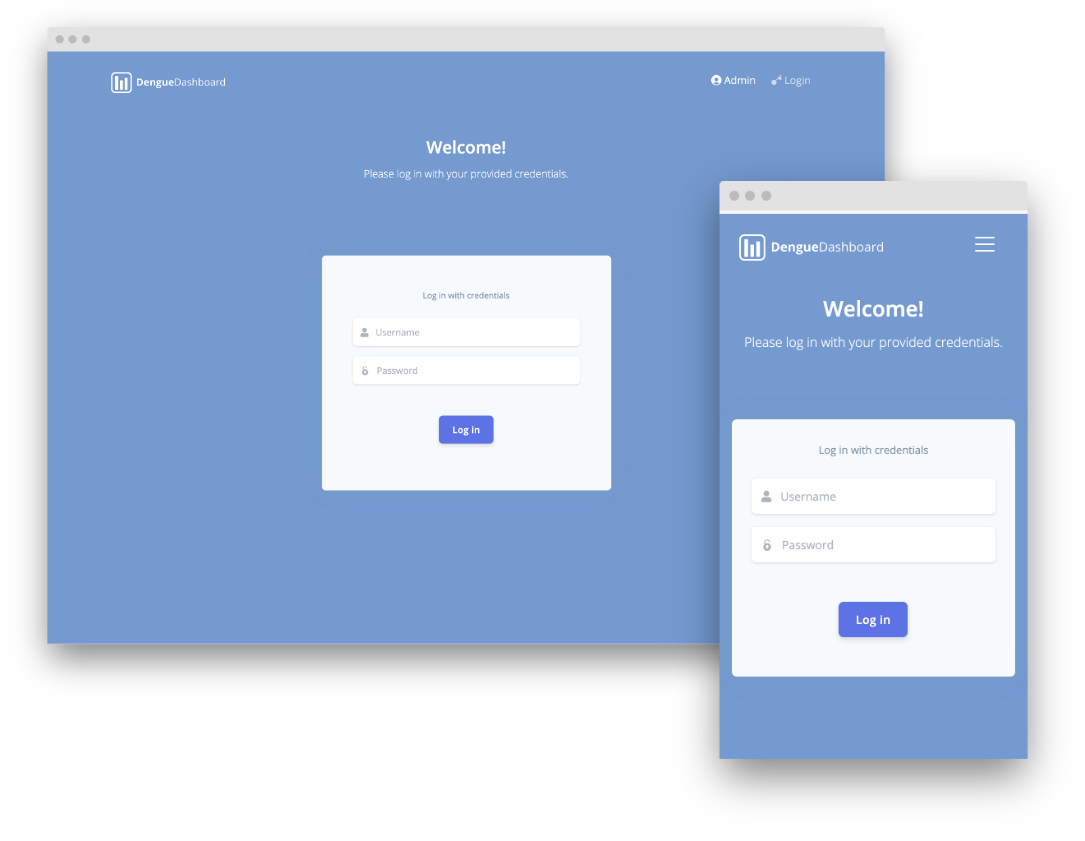 DengueDashboard
Admin Login
Welcome!
Please log in with your provided credentials.
Log in with credentials
Username
Password
Log in
DengueDashboard
Welcome!
Please log in with your provided credentials.
Log in with credentials
Username
Password
Log in